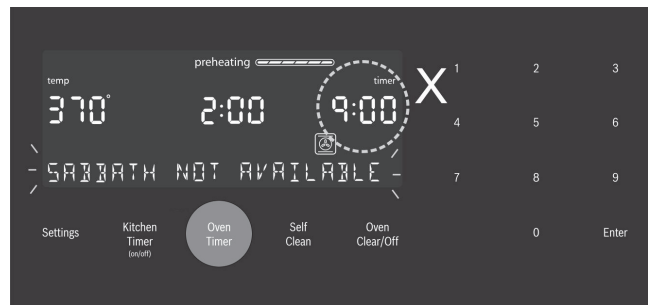 preheating
temp
timer
370°
2:00
9:00
X
SABBATH NOT AVAILABLE
1 2 3
4 5 6
7 8 9
0 Enter
Settings
Kitchen
Timer
(on/off)
Oven
Timer
Self
Clean
Oven
Clear/Off